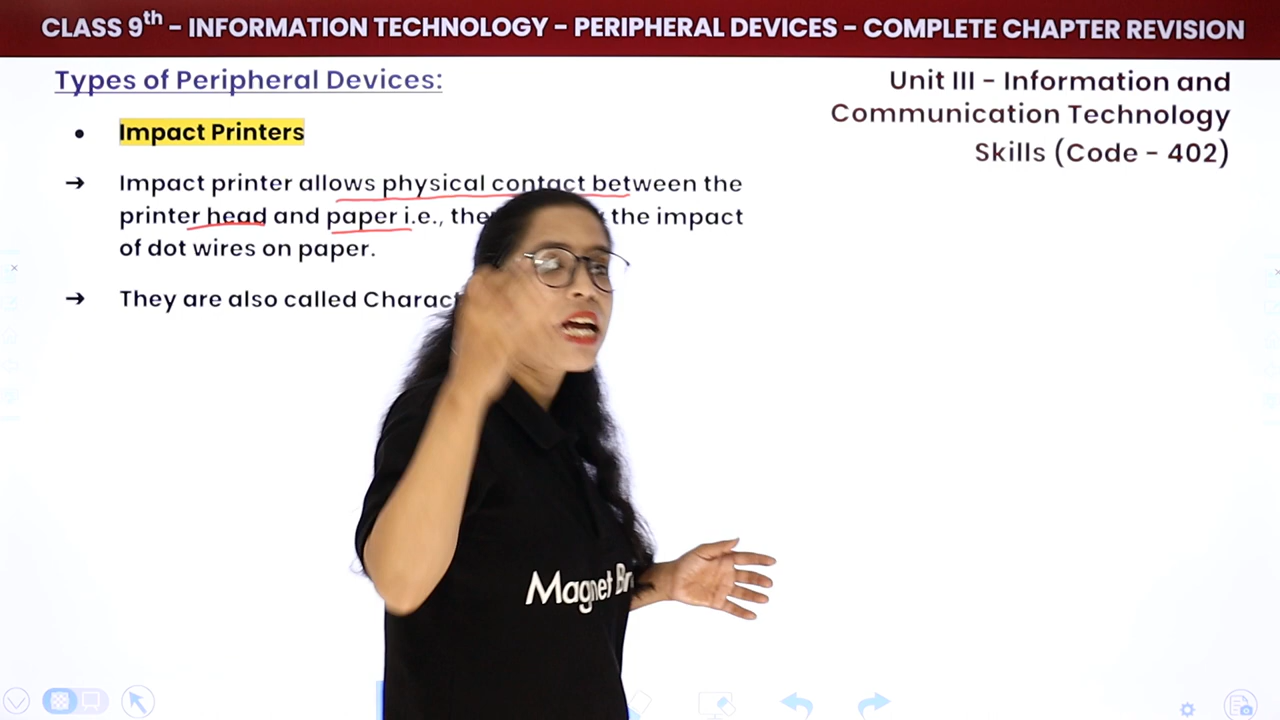 CLASS 9th – INFORMATION TECHNOLOGY – PERIPHERAL DEVICES – COMPLETE CHAPTER REVISION
Types of Peripheral Devices:
Unit III – Information and
Communication Technology
Skills (Code – 402)
• Impact Printers
→ Impact printer allows physical contact between the
printer head and paper i.e., the the impact
of dot wires on paper.
→ They are also called
Magnet